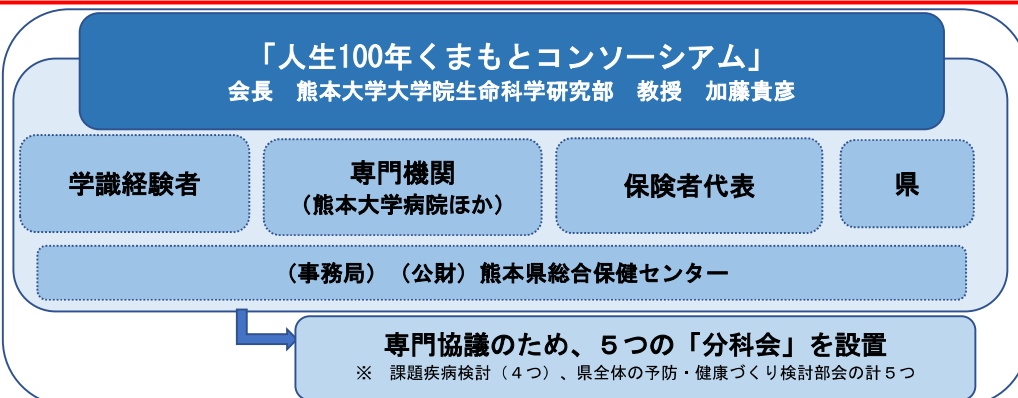 「人生100年くまもとコンソーシアム」
会長　熊本大学大学院生命科学研究部　教授　加藤貴彦
学識経験者
専門機関
（熊本大学病院ほか）
保険者代表
県
（事務局）（公財）熊本県総合保健センター
専門協議のため、５つの「分科会」を設置
※　課題疾病検討（４つ）、県全体の予防・健康づくり検討部会の計５つ